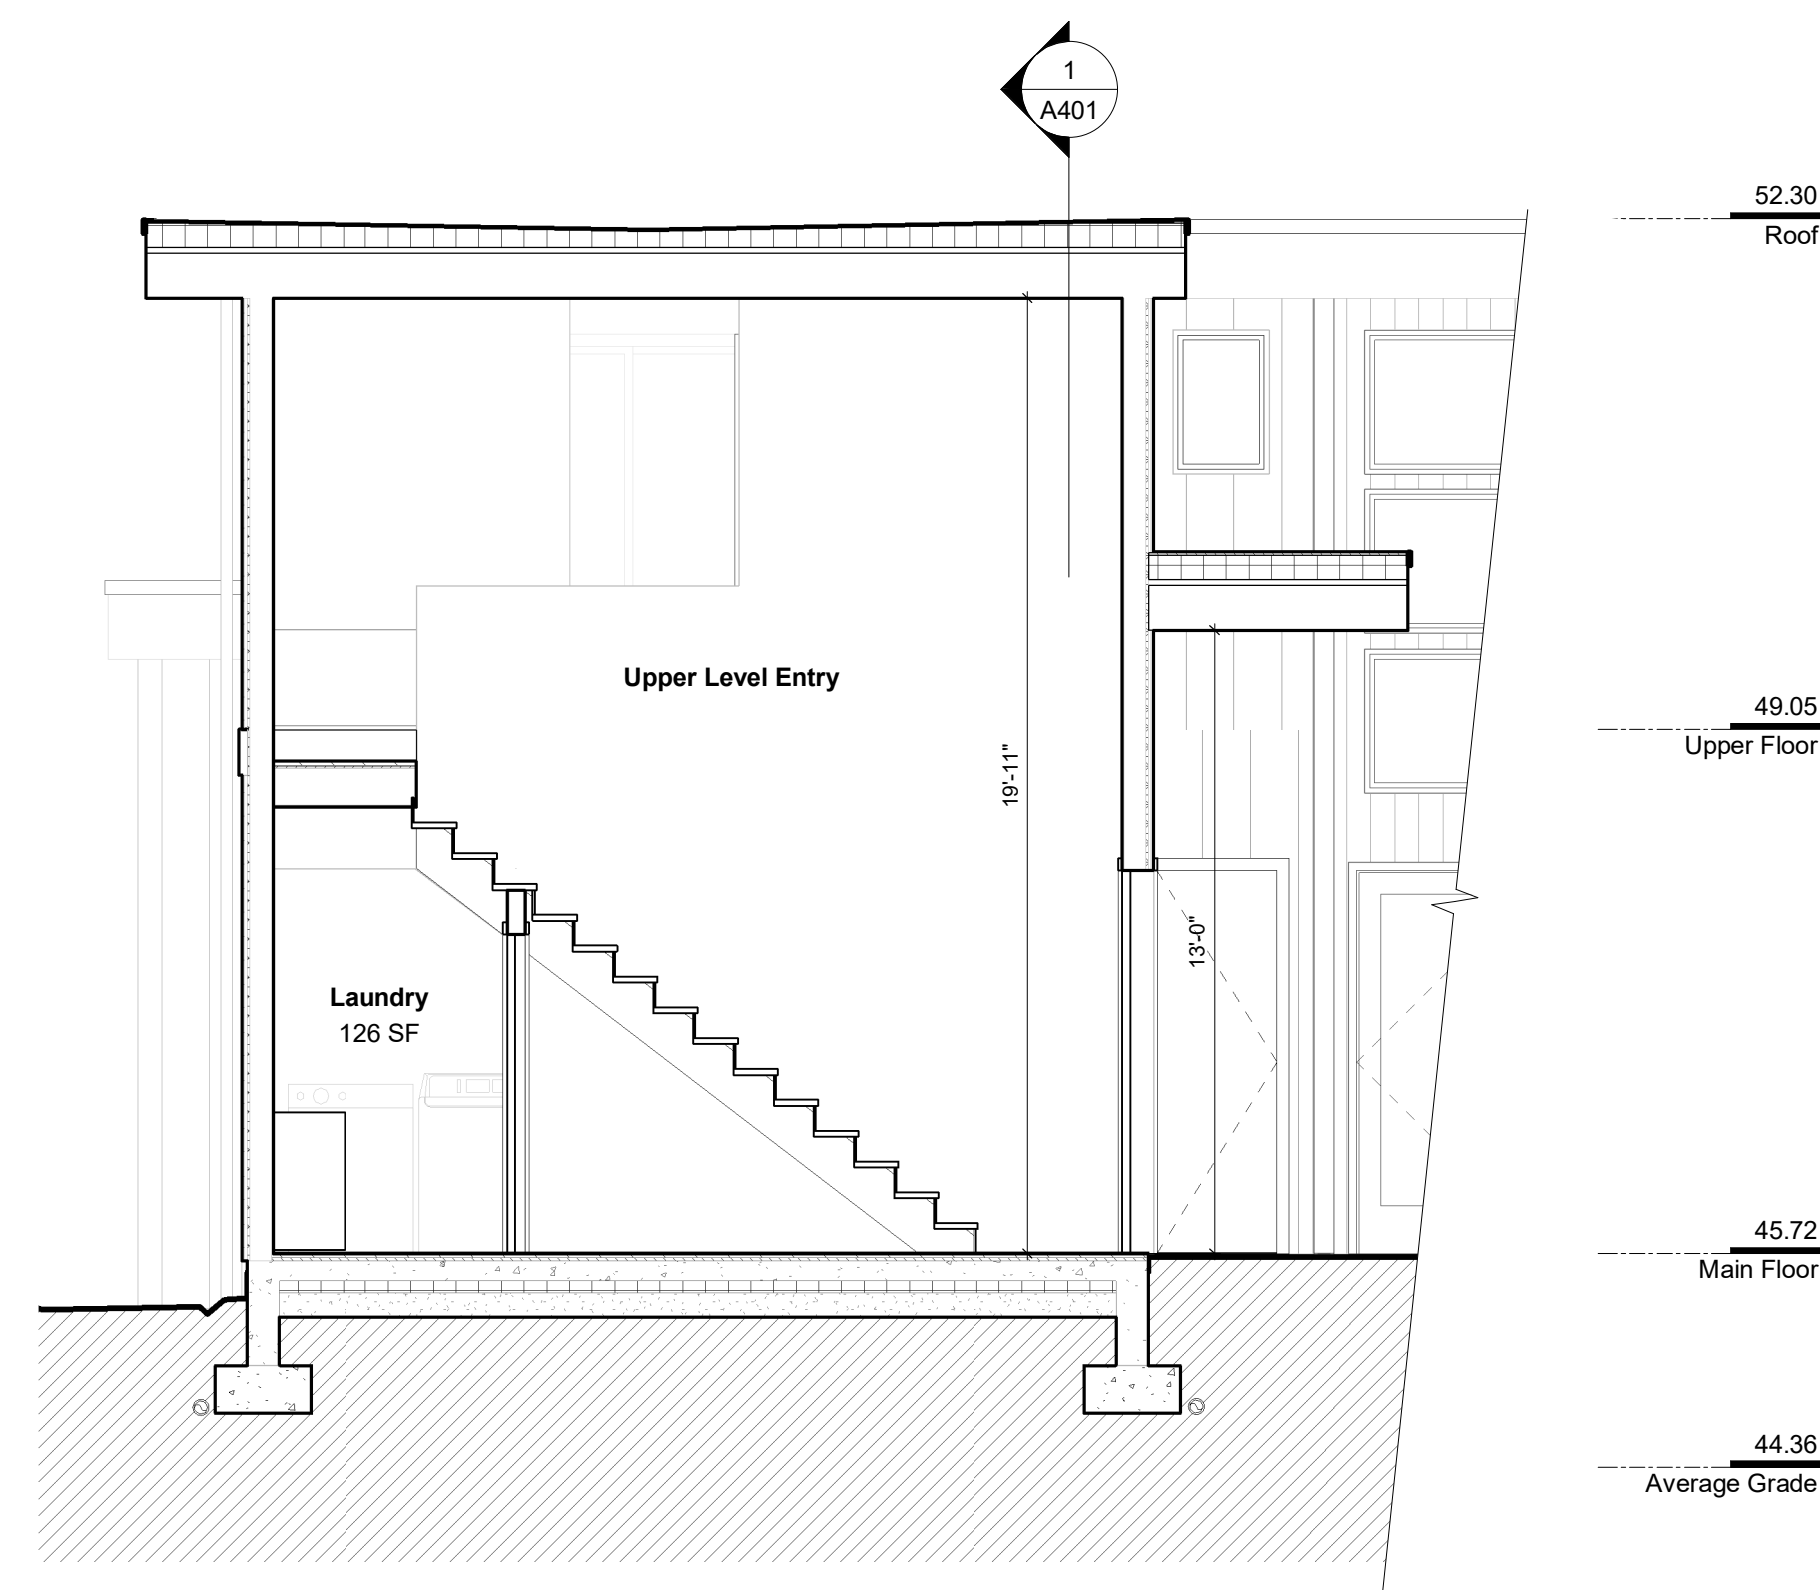 1
A401
52.30
Roof
Upper Level Entry
49.05
Upper Floor
19'-11"
13'-0"
Laundry
126 SF
45.72
Main Floor
44.36
Average Grade